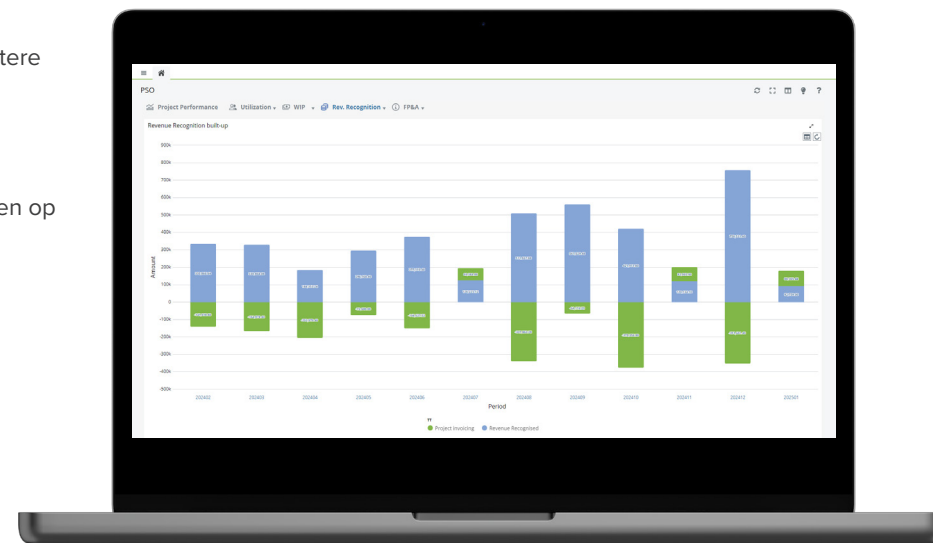 tere
en op
PSO
Project Performance Utilization WIP Rev. Recognition FP&A
Revenue Recognition built-up
900k
800k
700k
600k
500k
400k
300k
200k
100k
0
-100k
-200k
-300k
-400k
-500k
Amount
202402 202403 202404 202405 202406 202407 202408 202409 202410 202411 202412 202501
Period
Project Invoicing Revenue Recognised